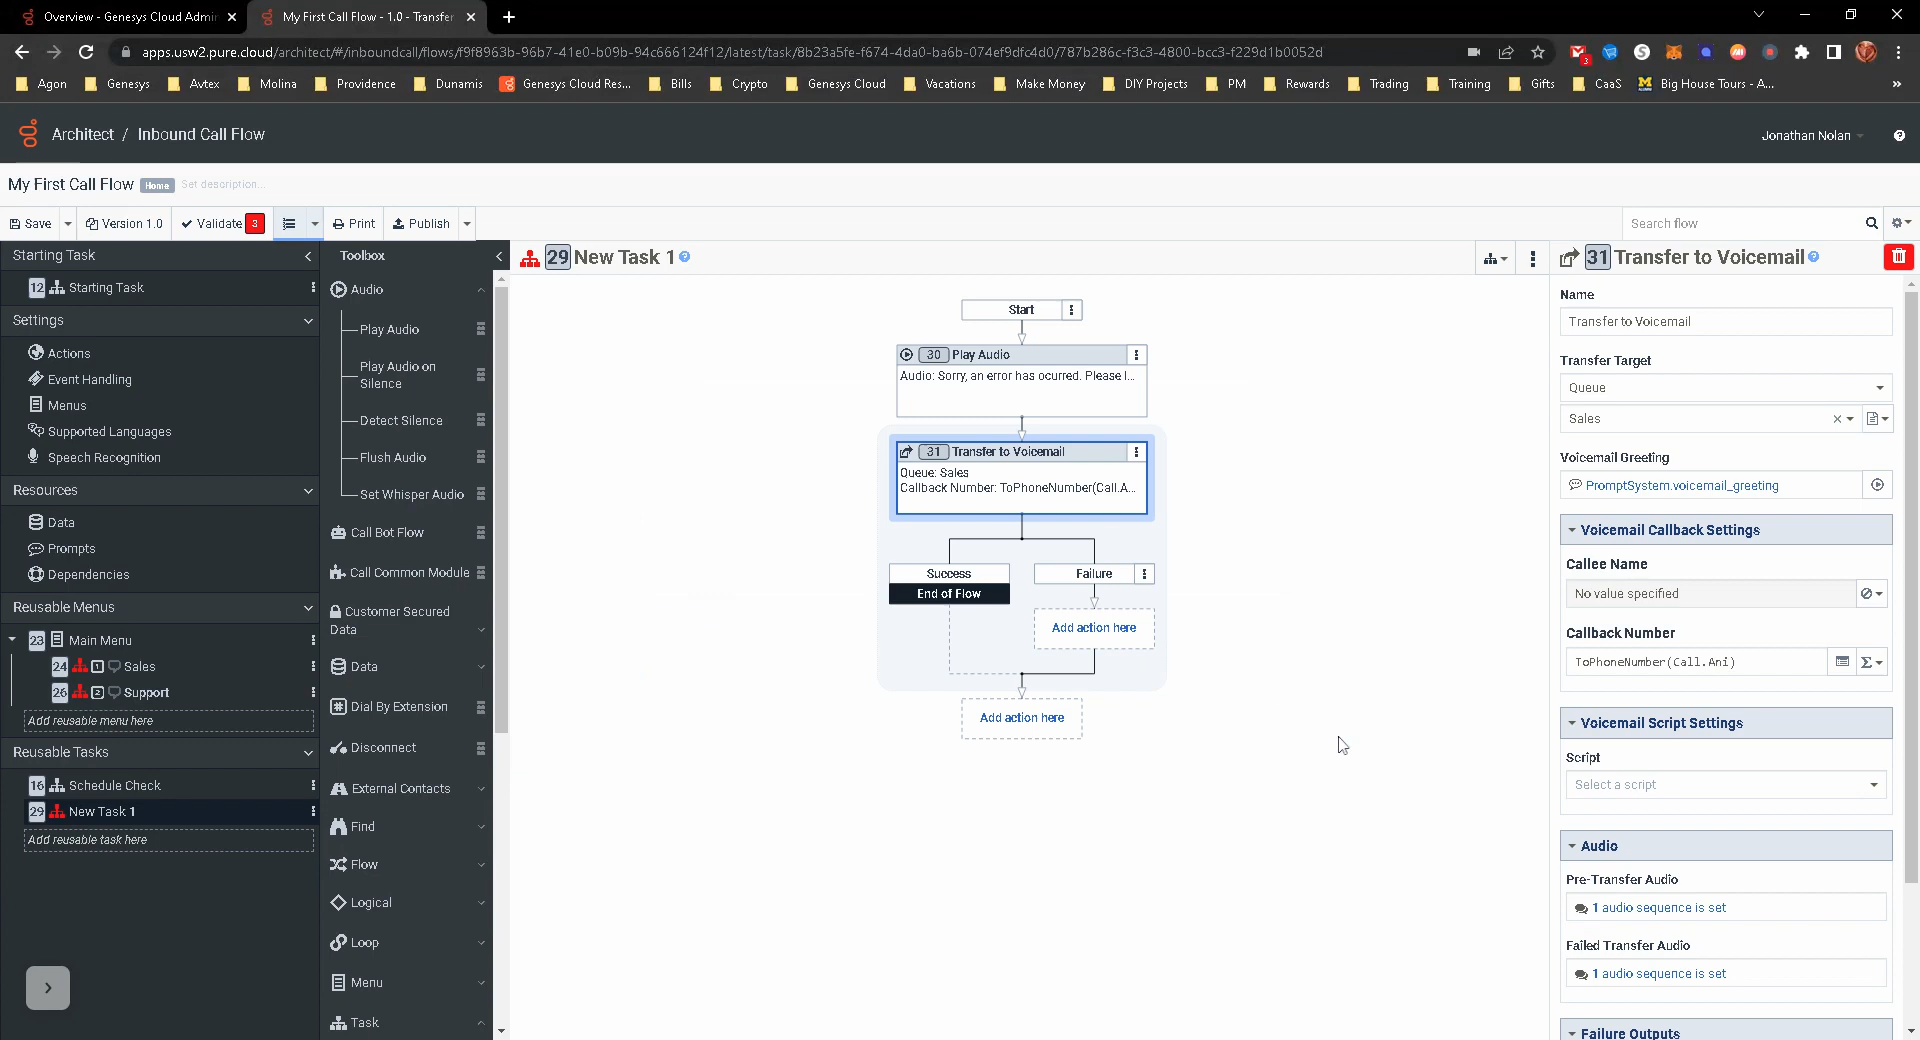 Overview - Genesys Cloud Admir
My First Call Flow - 1.0 - Transfer
apps.usw2.pure.cloud/architect/#/inboundcall/flows/f9f8963b-96b7-41e0-b09b-94c666124f12/latest/task/8b23a5fe-f674-4da0-ba6b-074ef9dfc4d0/787b286c-f3c3-4800-bcc3-f229d1b0052d
3
Agon
Genesys
Avtex
Molina
Providence
Dunamis
Genesys Cloud Res...
Bills
Crypto
Genesys Cloud
Vacations
Make Money
DIY Projects
PM
Rewards
Trading
Training
Gifts
CaaS
Big House Tours - A...
»
Architect / Inbound Call Flow
Jonathan Nolan
My First Call Flow Home Set description...
Save
Version 1.0
Validate 3
Print
Publish
Search flow
Starting Task
12 Starting Task
Settings
Actions
Event Handling
Menus
Supported Languages
Speech Recognition
Resources
Data
Prompts
Dependencies
Reusable Menus
23 Main Menu
24 1 Sales
26 2 Support
Add reusable menu here
Reusable Tasks
16 Schedule Check
29 New Task 1
Add reusable task here
Toolbox
Audio
Play Audio
Play Audio on
Silence
Detect Silence
Flush Audio
Set Whisper Audio
Call Bot Flow
Call Common Module
Customer Secured
Data
Data
Dial By Extension
Disconnect
External Contacts
Find
Flow
Logical
Loop
Menu
Task
29 New Task 1
Start
30 Play Audio
Audio: Sorry, an error has ocurred. Please l...
31 Transfer to Voicemail
Queue: Sales
Callback Number: ToPhoneNumber(Call.A...
Success
End of Flow
Failure
Add action here
Add action here
31 Transfer to Voicemail
Name
Transfer to Voicemail
Transfer Target
Queue
Sales
Voicemail Greeting
PromptSystem.voicemail_greeting
Voicemail Callback Settings
Callee Name
No value specified
Callback Number
ToPhoneNumber(Call.Ani)
Voicemail Script Settings
Script
Select a script
Audio
Pre-Transfer Audio
1 audio sequence is set
Failed Transfer Audio
1 audio sequence is set
Failure Outputs